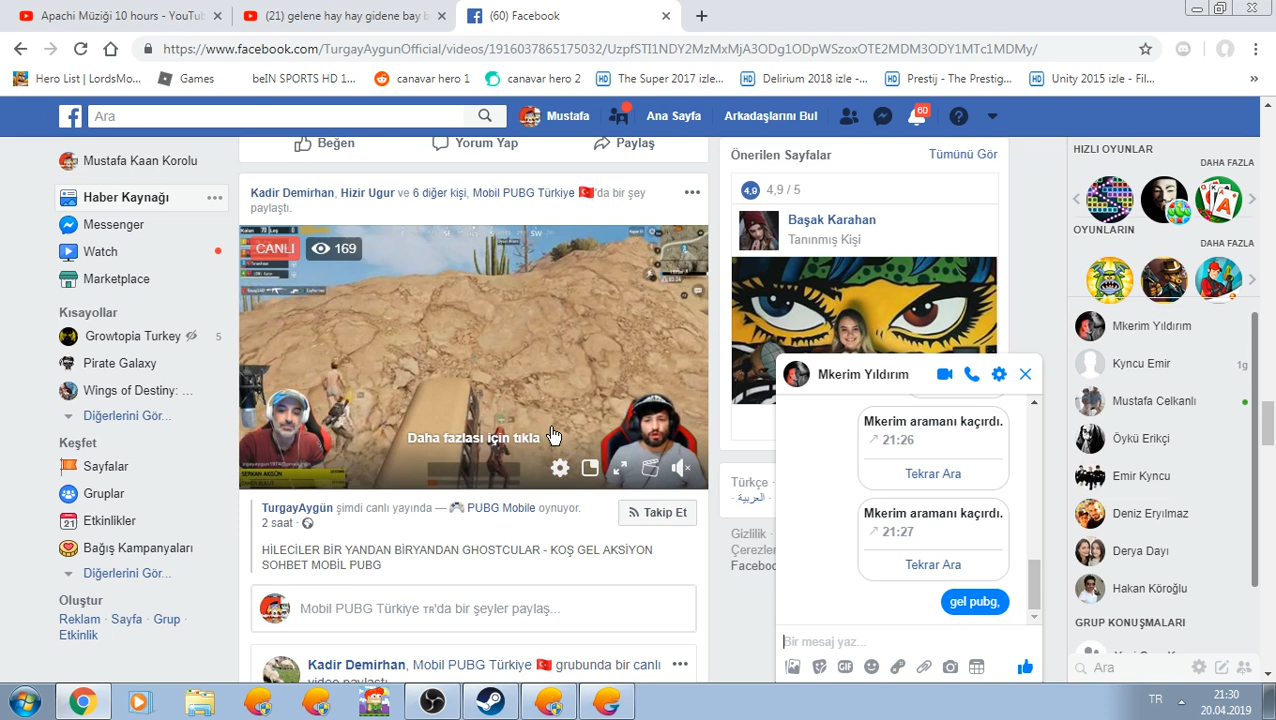 Apachi Müziği 10 hours - YouTu
(21) gelene hay hay gidene bay b
(60) Facebook
https://www.facebook.com/TurgayAygunOfficial/videos/1916037865175032/UzpfSTI1NDY2MzMxMjA3ODg1ODpWSzoxOTE2MDM3ODY1MTc1MDMy/
Hero List | LordsMo...
Games
beIN SPORTS HD 1...
canavar hero 1
canavar hero 2
The Super 2017 izle...
Delirium 2018 izle -...
Prestij - The Prestig...
Unity 2015 izle - Fil...
»
Ara
Mustafa
Ana Sayfa
Arkadaşlarını Bul
60
Mustafa Kaan Korolu
Haber Kaynağı
Messenger
Watch
Marketplace
Kısayollar
Growtopia Turkey
5
Pirate Galaxy
Wings of Destiny: ...
Diğerlerini Gör...
Keşfet
Sayfalar
Gruplar
Etkinlikler
Bağış Kampanyaları
Diğerlerini Gör...
Oluştur
Reklam · Sayfa · Grup ·
Etkinlik
Beğen
Yorum Yap
Paylaş
Kadir Demirhan, Hizir Ugur ve 6 diğer kişi, Mobil PUBG Türkiye 🇹🇷'da bir şey
paylaştı.
CANLI
169
Daha fazlası için tıkla
SERKAN AKGÜN
TurgayAygün şimdi canlı yayında — 🎮 PUBG Mobile oynuyor.
2 saat ·
Takip Et
HİLECİLER BİR YANDAN BİRYANDAN GHOSTCULAR - KOŞ GEL AKSİYON
SOHBET MOBİL PUBG
Mobil PUBG Türkiye TR'da bir şeyler paylaş...
Kadir Demirhan, Mobil PUBG Türkiye 🇹🇷 grubunda bir canlı
video paylaştı
Önerilen Sayfalar
Tümünü Gör
4,9
4,9 / 5
Başak Karahan
Tanınmış Kişi
Türkçe ·
العربية ·
Gizlilik ·
Çerezler
Facebo
Mkerim Yıldırım
Mkerim aramanı kaçırdı.
21:26
Tekrar Ara
Mkerim aramanı kaçırdı.
21:27
Tekrar Ara
gel pubg,
Bir mesaj yaz...
GIF
HIZLI OYUNLAR
DAHA FAZLA
OYUNLARIN
DAHA FAZLA
Mkerim Yıldırım
Kyncu Emir
1g
Mustafa Celkanlı
Öykü Erikçi
Emir Kyncu
Deniz Eryılmaz
Derya Dayı
Hakan Köroğlu
GRUP KONUŞMALARI
Ara
TR
21:30
20.04.2019